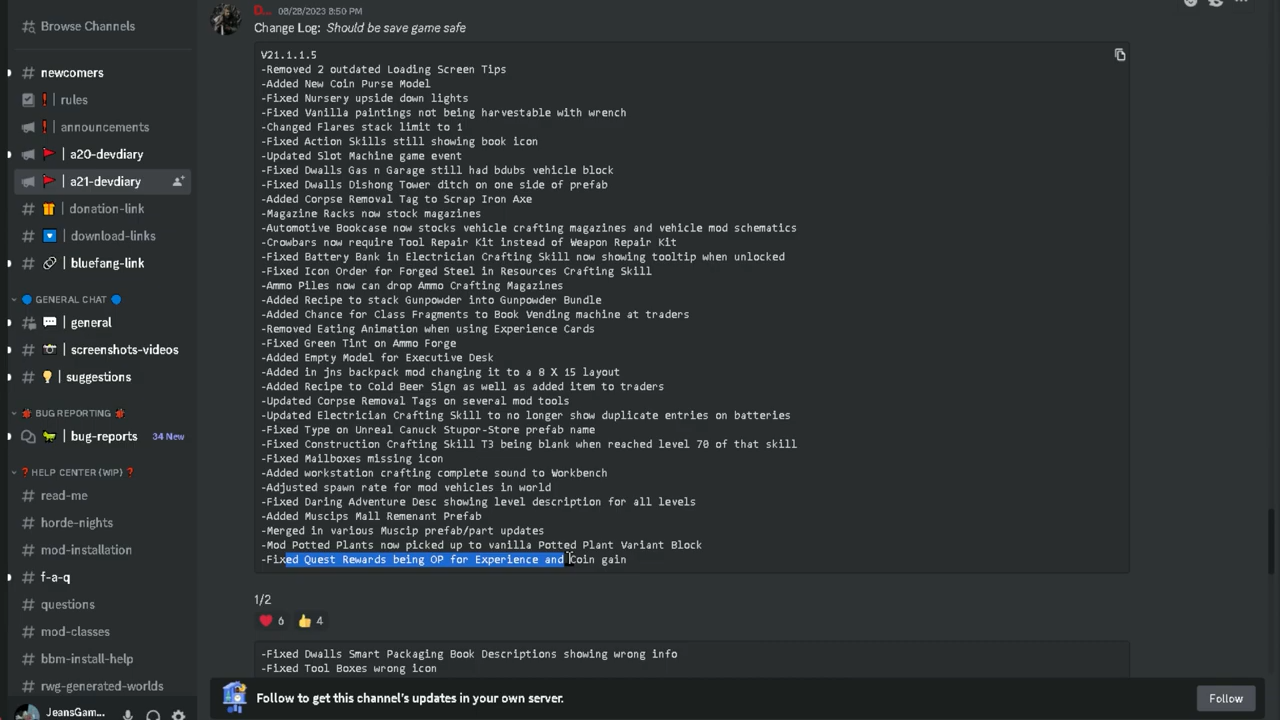 Browse Channels
newcomers
rules
announcements
a20-devdiary
a21-devdiary
donation-link
download-links
bluefang-link
GENERAL CHAT
general
screenshots-videos
suggestions
BUG REPORTING
bug-reports 34 New
HELP CENTER (WIP)
read-me
horde-nights
mod-installation
f-a-q
questions
mod-classes
bbm-install-help
rwg-generated-worlds
JeansGam...
D... 08/28/2023 8:50 PM
Change Log: Should be save game safe
V21.1.1.5
-Removed 2 outdated Loading Screen Tips
-Added New Coin Purse Model
-Fixed Nursery upside down lights
-Fixed Vanilla paintings not being harvestable with wrench
-Changed Flares stack limit to 1
-Fixed Action Skills still showing book icon
-Updated Slot Machine game event
-Fixed Dwalls Gas n Garage still had bdubs vehicle block
-Fixed Dwalls Dishong Tower ditch on one side of prefab
-Added Corpse Removal Tag to Scrap Iron Axe
-Magazine Racks now stock magazines
-Automotive Bookcase now stocks vehicle crafting magazines and vehicle mod schematics
-Crowbars now require Tool Repair Kit instead of Weapon Repair Kit
-Fixed Battery Bank in Electrician Crafting Skill now showing tooltip when unlocked
-Fixed Icon Order for Forged Steel in Resources Crafting Skill
-Ammo Piles now can drop Ammo Crafting Magazines
-Added Recipe to stack Gunpowder into Gunpowder Bundle
-Added Chance for Class Fragments to Book Vending machine at traders
-Removed Eating Animation when using Experience Cards
-Fixed Green Tint on Ammo Forge
-Added Empty Model for Executive Desk
-Added in jns backpack mod changing it to a 8 X 15 layout
-Added Recipe to Cold Beer Sign as well as added item to traders
-Updated Corpse Removal Tags on several mod tools
-Updated Electrician Crafting Skill to no longer show duplicate entries on batteries
-Fixed Type on Unreal Canuck Stupor-Store prefab name
-Fixed Construction Crafting Skill T3 being blank when reached level 70 of that skill
-Fixed Mailboxes missing icon
-Added workstation crafting complete sound to Workbench
-Adjusted spawn rate for mod vehicles in world
-Fixed Daring Adventure Desc showing level description for all levels
-Added Muscips Mall Remenant Prefab
-Merged in various Muscip prefab/part updates
-Mod Potted Plants now picked up to vanilla Potted Plant Variant Block
-Fixed Quest Rewards being OP for Experience and Coin gain
1/2
6 4
-Fixed Dwalls Smart Packaging Book Descriptions showing wrong info
-Fixed Tool Boxes wrong icon
Follow to get this channel's updates in your own server.
Follow